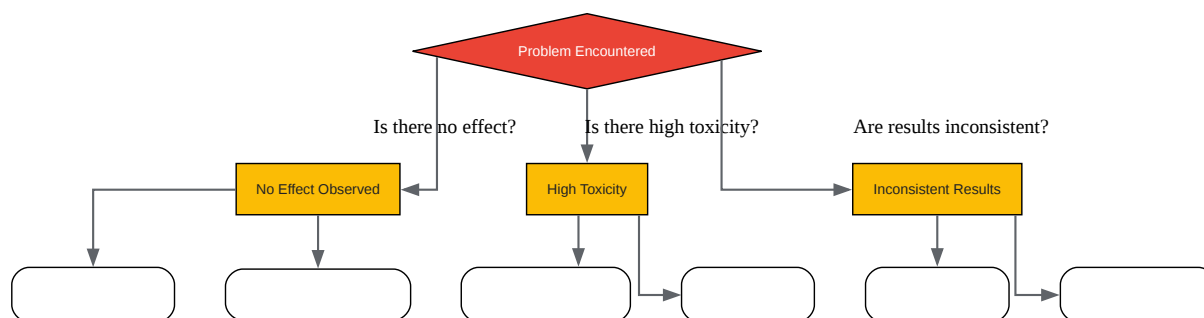 Problem Encountered
Is there no effect?
Is there high toxicity?
Are results inconsistent?
No Effect Observed
High Toxicity
Inconsistent Results